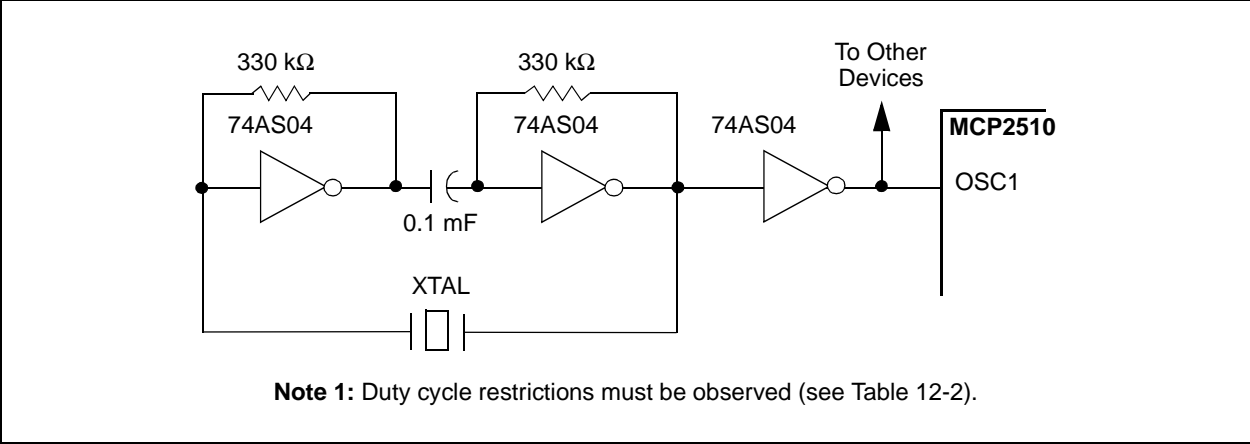 330 kΩ
330 kΩ
To Other
Devices
74AS04
74AS04
74AS04
MCP2510
OSC1
0.1 mF
XTAL
Note 1: Duty cycle restrictions must be observed (see Table 12-2).